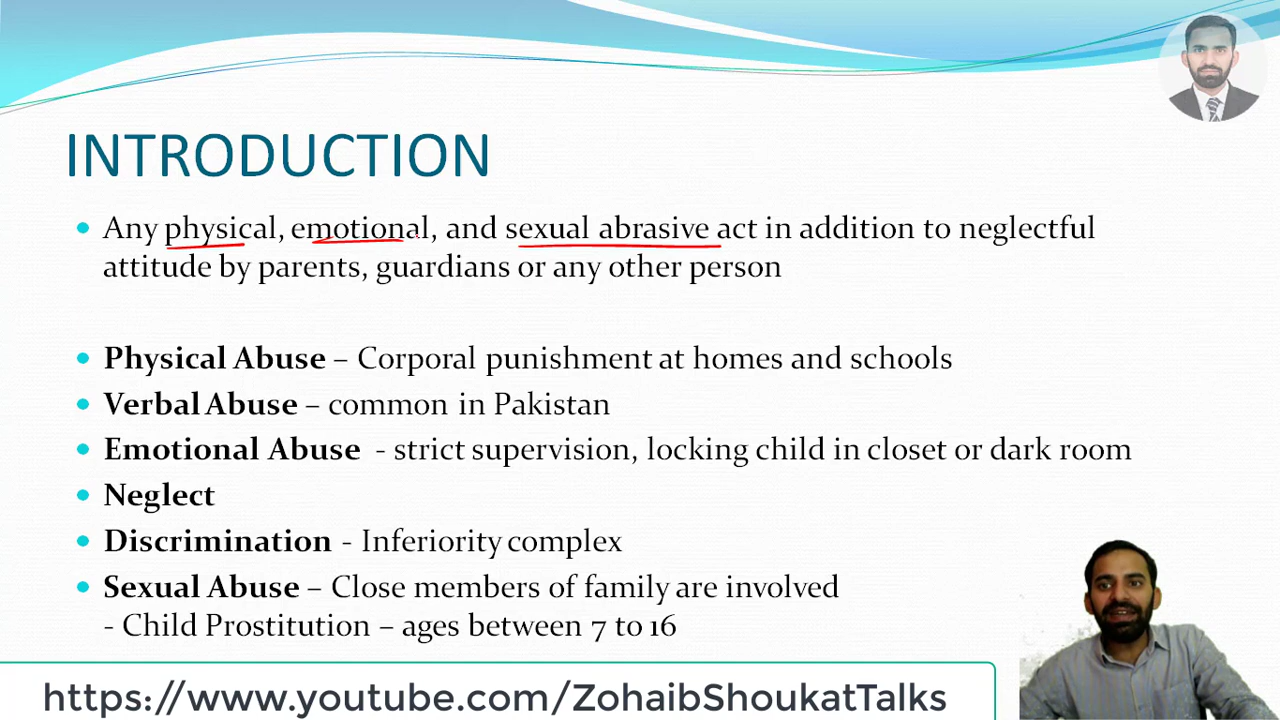 INTRODUCTION
• Any physical, emotional, and sexual abrasive act in addition to neglectful
attitude by parents, guardians or any other person
• Physical Abuse – Corporal punishment at homes and schools
• Verbal Abuse – common in Pakistan
• Emotional Abuse - strict supervision, locking child in closet or dark room
• Neglect
• Discrimination - Inferiority complex
• Sexual Abuse – Close members of family are involved
- Child Prostitution – ages between 7 to 16
https://www.youtube.com/ZohaibShoukatTalks